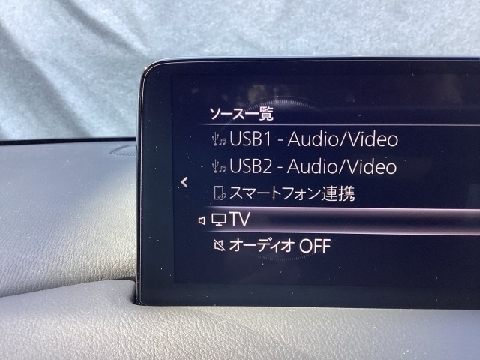 ソース一覧
USB1 - Audio/Video
USB2 - Audio/Video
スマートフォン連携
TV
オーディオ OFF